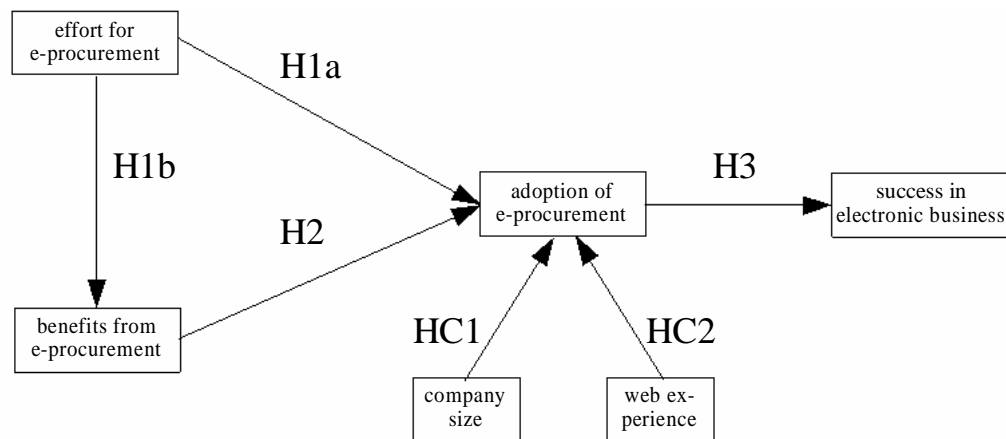 effort for
e-procurement
H1a
H1b
H2
adoption of
e-procurement
H3
success in
electronic business
benefits from
e-procurement
HC1
HC2
company
size
web ex-
perience